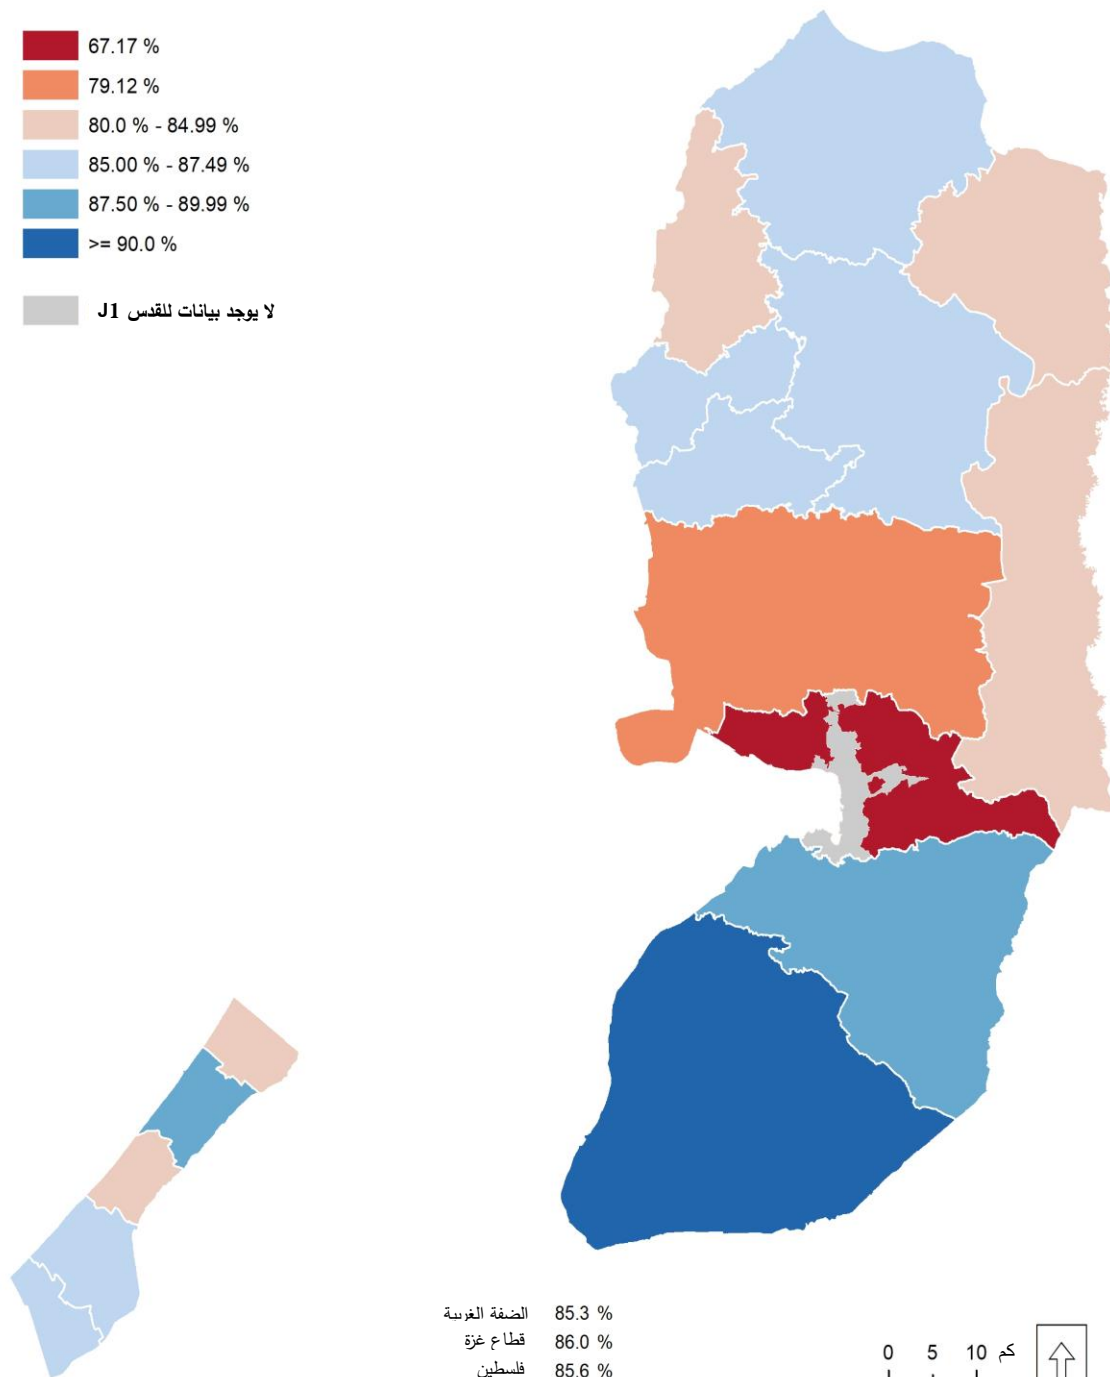 67.17 %
79.12 %
80.0 % - 84.99 %
85.00 % - 87.49 %
87.50 % - 89.99 %
>= 90.0 %
لا يوجد بيانات للقدس J1
الضفة الغربية 85.3 %
قطاع غزة 86.0 %
فلسطين 85.6 %
0 5 10 كم